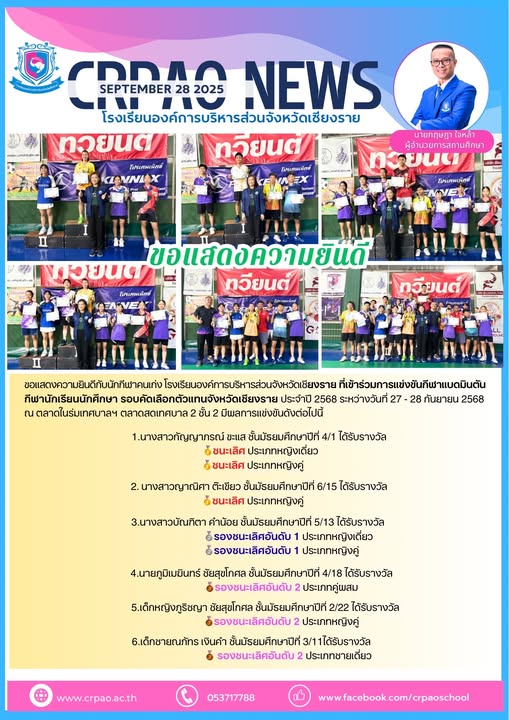 CRPAO NEWS
SEPTEMBER 28 2025
โรงเรียนองค์การบริหารส่วนจังหวัดเชียงราย
นายกฤษฎา ใจหล้า
ผู้อำนวยการสถานศึกษา
ทวียนต์
ทวียนต์
ทวียนต์
KENNEX
ขอแสดงความยินดี
ทวียนต์
ทวียนต์
ทวียนต์
ขอแสดงความยินดีกับนักกีฬาคนเก่ง โรงเรียนองค์การบริหารส่วนจังหวัดเชียงราย ที่เข้าร่วมการแข่งขันกีฬาแบดมินตัน
กีฬานักเรียนนักศึกษา รอบคัดเลือกตัวแทนจังหวัดเชียงราย ประจำปี 2568 ระหว่างวันที่ 27 - 28 กันยายน 2568
ณ ตลาดในร่มเทศบาลฯ ตลาดสดเทศบาล 2 ชั้น 2 มีผลการแข่งขันดังต่อไปนี้
1.นางสาวกัญญาภรณ์ ขะแส ชั้นมัธยมศึกษาปีที่ 4/1 ได้รับรางวัล
🥇ชนะเลิศ ประเภทหญิงเดี่ยว
🥇ชนะเลิศ ประเภทหญิงคู่
2. นางสาวญาณิศา ต๊ะเขียว ชั้นมัธยมศึกษาปีที่ 6/15 ได้รับรางวัล
🥇ชนะเลิศ ประเภทหญิงคู่
3.นางสาวบัณฑิตา คำน้อย ชั้นมัธยมศึกษาปีที่ 5/13 ได้รับรางวัล
🥈รองชนะเลิศอันดับ 1 ประเภทหญิงเดี่ยว
🥈รองชนะเลิศอันดับ 1 ประเภทหญิงคู่
4.นายภูมิเมฆินทร์ ชัยสุขโกศล ชั้นมัธยมศึกษาปีที่ 4/18 ได้รับรางวัล
🥉รองชนะเลิศอันดับ 2 ประเภทคู่ผสม
5.เด็กหญิงภูริชญา ชัยสุขโกศล ชั้นมัธยมศึกษาปีที่ 2/22 ได้รับรางวัล
🥉รองชนะเลิศอันดับ 2 ประเภทหญิงคู่
6.เด็กชายณภัทร เงินคำ ชั้นมัธยมศึกษาปีที่ 3/11ได้รับรางวัล
🥉 รองชนะเลิศอันดับ 2 ประเภทชายเดี่ยว
www.crpao.ac.th
053717788
www.facebook.com/crpaoschool